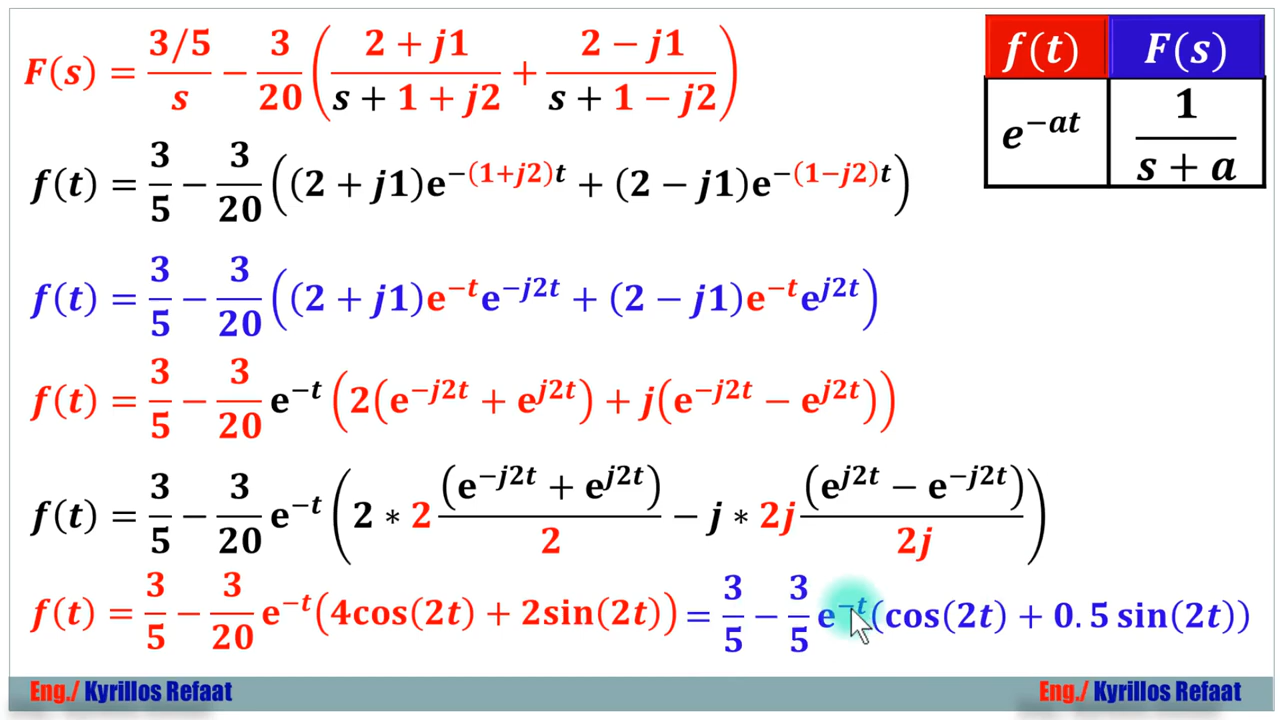 F(s) = 3/5 / s − 3/20 ( 2 + j1 / s + 1 + j2 + 2 − j1 / s + 1 − j2 )
f(t) F(s)
e^−at 1 / s + a
f(t) = 3/5 − 3/20 ((2 + j1)e^−(1+j2)t + (2 − j1)e^−(1−j2)t)
f(t) = 3/5 − 3/20 ((2 + j1)e^−t e^−j2t + (2 − j1)e^−t e^j2t)
f(t) = 3/5 − 3/20 e^−t (2(e^−j2t + e^j2t) + j(e^−j2t − e^j2t))
f(t) = 3/5 − 3/20 e^−t (2 * 2 (e^−j2t + e^j2t) / 2 − j * 2j (e^j2t − e^−j2t) / 2j)
f(t) = 3/5 − 3/20 e^−t (4cos(2t) + 2sin(2t)) = 3/5 − 3/5 e^−t (cos(2t) + 0.5 sin(2t))
Eng./ Kyrillos Refaat Eng./ Kyrillos Refaat